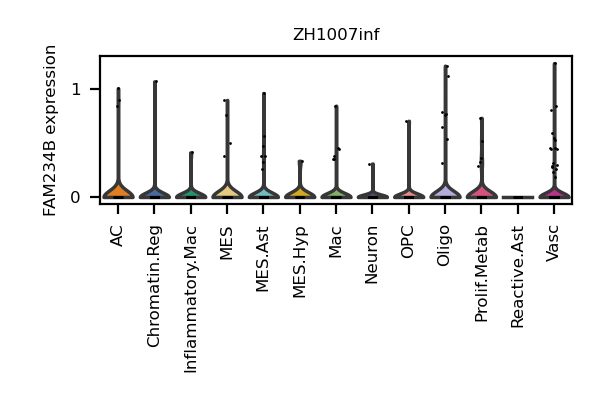 ZH1007inf
FAM234B expression
1
0
AC
Chromatin.Reg
Inflammatory.Mac
MES
MES.Ast
MES.Hyp
Mac
Neuron
OPC
Oligo
Prolif.Metab
Reactive.Ast
Vasc